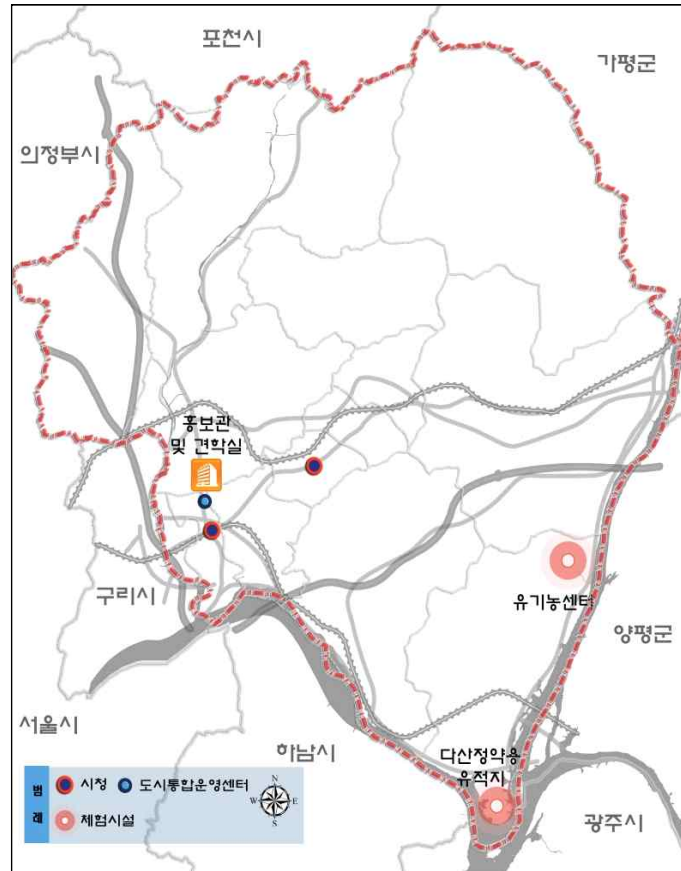 포천시
가평군
의정부시
홍보관
및 견학실
구리시
유기농센터
양평군
서울시
하남시
다산정약용
유적지
광주시
범
례
시청
도시통합운영센터
체험시설
N
W
E
S